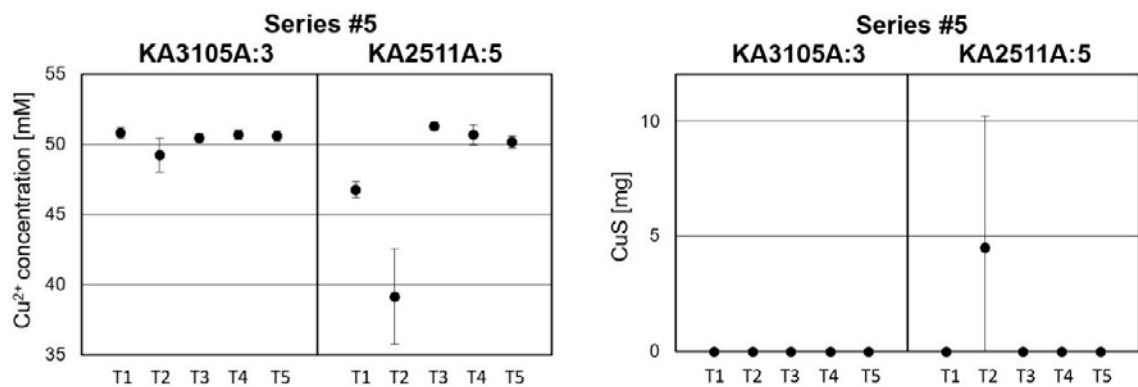 Series #5
KA3105A:3 KA2511A:5
Cu²⁺ concentration [mM]
55
50
45
40
35
T1 T2 T3 T4 T5 T1 T2 T3 T4 T5
Series #5
KA3105A:3 KA2511A:5
CuS [mg]
10
5
0
T1 T2 T3 T4 T5 T1 T2 T3 T4 T5